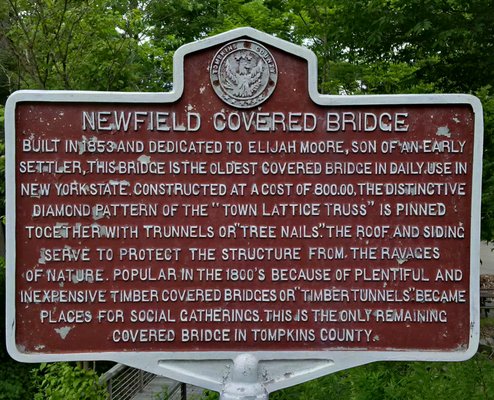 TOMPKINS COUNTY
NEWFIELD COVERED BRIDGE
BUILT IN 1853 AND DEDICATED TO ELIJAH MOORE, SON OF AN EARLY
SETTLER, THIS BRIDGE IS THE OLDEST COVERED BRIDGE IN DAILY USE IN
NEW YORK STATE. CONSTRUCTED AT A COST OF 800.00. THE DISTINCTIVE
DIAMOND PATTERN OF THE "TOWN LATTICE TRUSS" IS PINNED
TOGETHER WITH TRUNNELS OR "TREE NAILS". THE ROOF AND SIDING
SERVE TO PROTECT THE STRUCTURE FROM THE RAVAGES
OF NATURE. POPULAR IN THE 1800'S BECAUSE OF PLENTIFUL AND
INEXPENSIVE TIMBER COVERED BRIDGES OR "TIMBER TUNNELS" BECAME
PLACES FOR SOCIAL GATHERINGS. THIS IS THE ONLY REMAINING
COVERED BRIDGE IN TOMPKINS COUNTY.